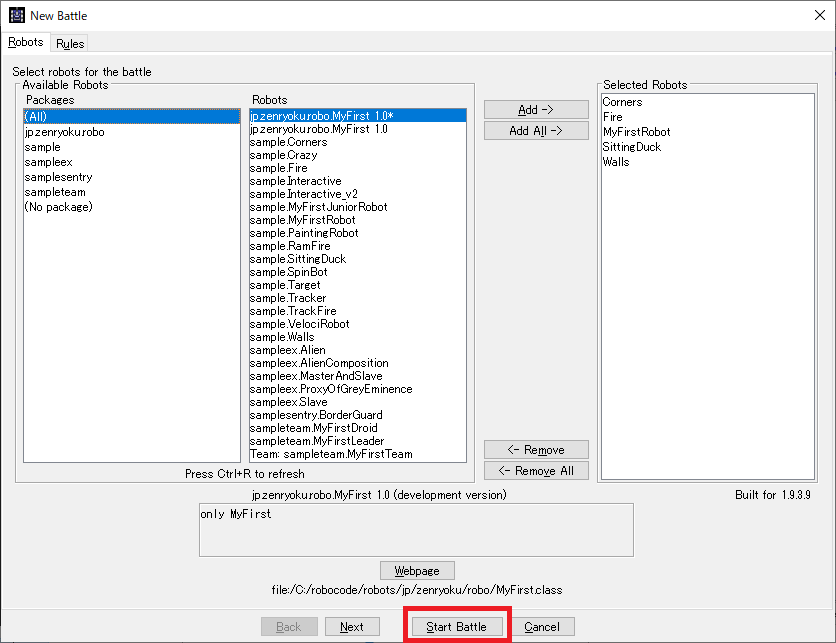 New Battle
Robots Rules
Select robots for the battle
Available Robots
Packages
(All)
jp.zenryoku.robo
sample
sampleex
samplesentry
sampleteam
(No package)
Robots
jp.zenryoku.robo.MyFirst 1.0*
jp.zenryoku.robo.MyFirst 1.0
sample.Corners
sample.Crazy
sample.Fire
sample.Interactive
sample.Interactive_v2
sample.MyFirstJuniorRobot
sample.MyFirstRobot
sample.PaintingRobot
sample.RamFire
sample.SittingDuck
sample.SpinBot
sample.Target
sample.Tracker
sample.TrackFire
sample.VelociRobot
sample.Walls
sampleex.Alien
sampleex.AlienComposition
sampleex.MasterAndSlave
sampleex.ProxyOfGreyEminence
sampleex.Slave
samplesentry.BorderGuard
sampleteam.MyFirstDroid
sampleteam.MyFirstLeader
Team: sampleteam.MyFirstTeam
Press Ctrl+R to refresh
Add ->
Add All ->
<- Remove
<- Remove All
Selected Robots
Corners
Fire
MyFirstRobot
SittingDuck
Walls
jp.zenryoku.robo.MyFirst 1.0 (development version)
Built for 1.9.3.9
only MyFirst
Webpage
file:/C:/robocode/robots/jp/zenryoku/robo/MyFirst.class
Back Next Start Battle Cancel